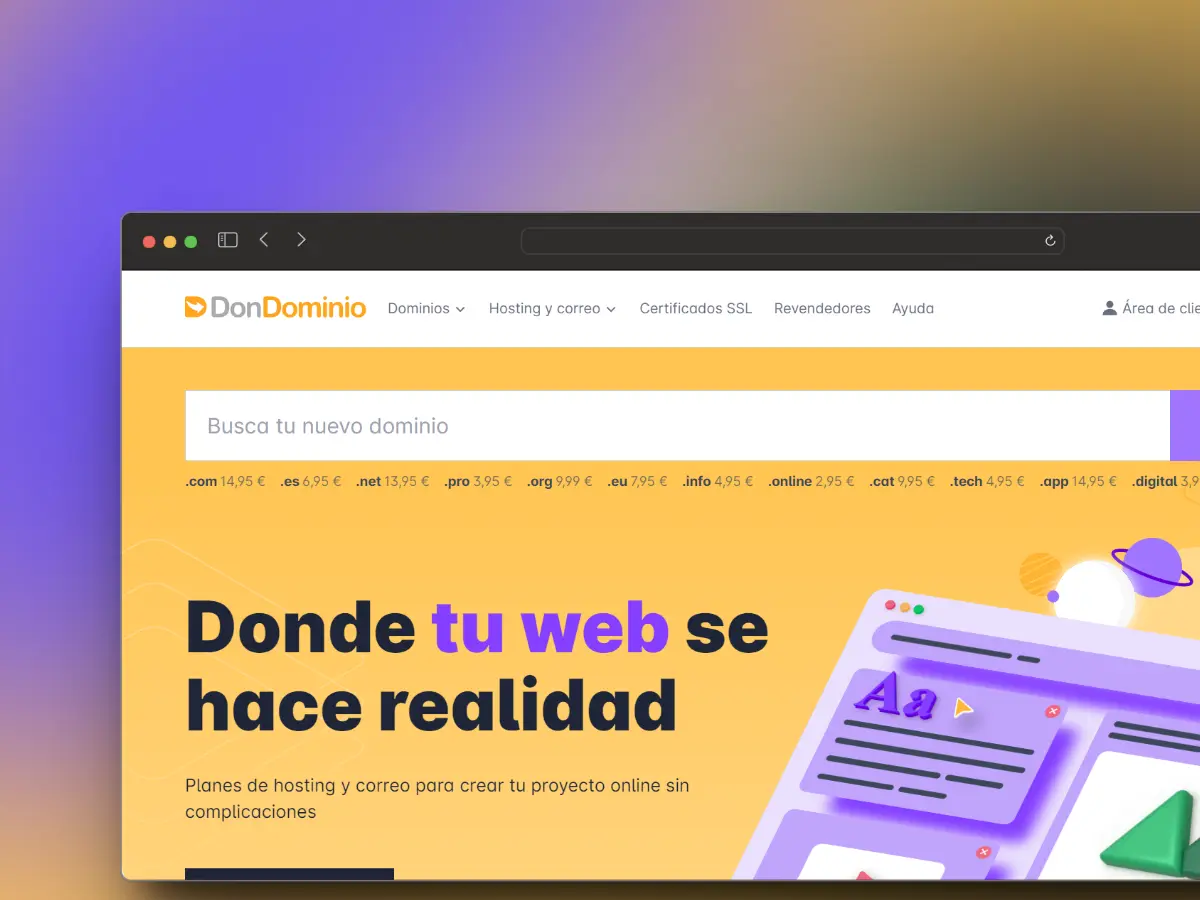 DonDominio Dominios Hosting y correo Certificados SSL Revendedores Ayuda Área de
Busca tu nuevo dominio
.com 14,95 € .es 6,95 € .net 13,95 € .pro 3,95 € .org 9,99 € .eu 7,95 € .info 4,95 € .online 2,95 € .cat 9,95 € .tech 4,95 € .app 14,95 € .digital
Donde tu web se
hace realidad
Aa
Planes de hosting y correo para crear tu proyecto online sin
complicaciones